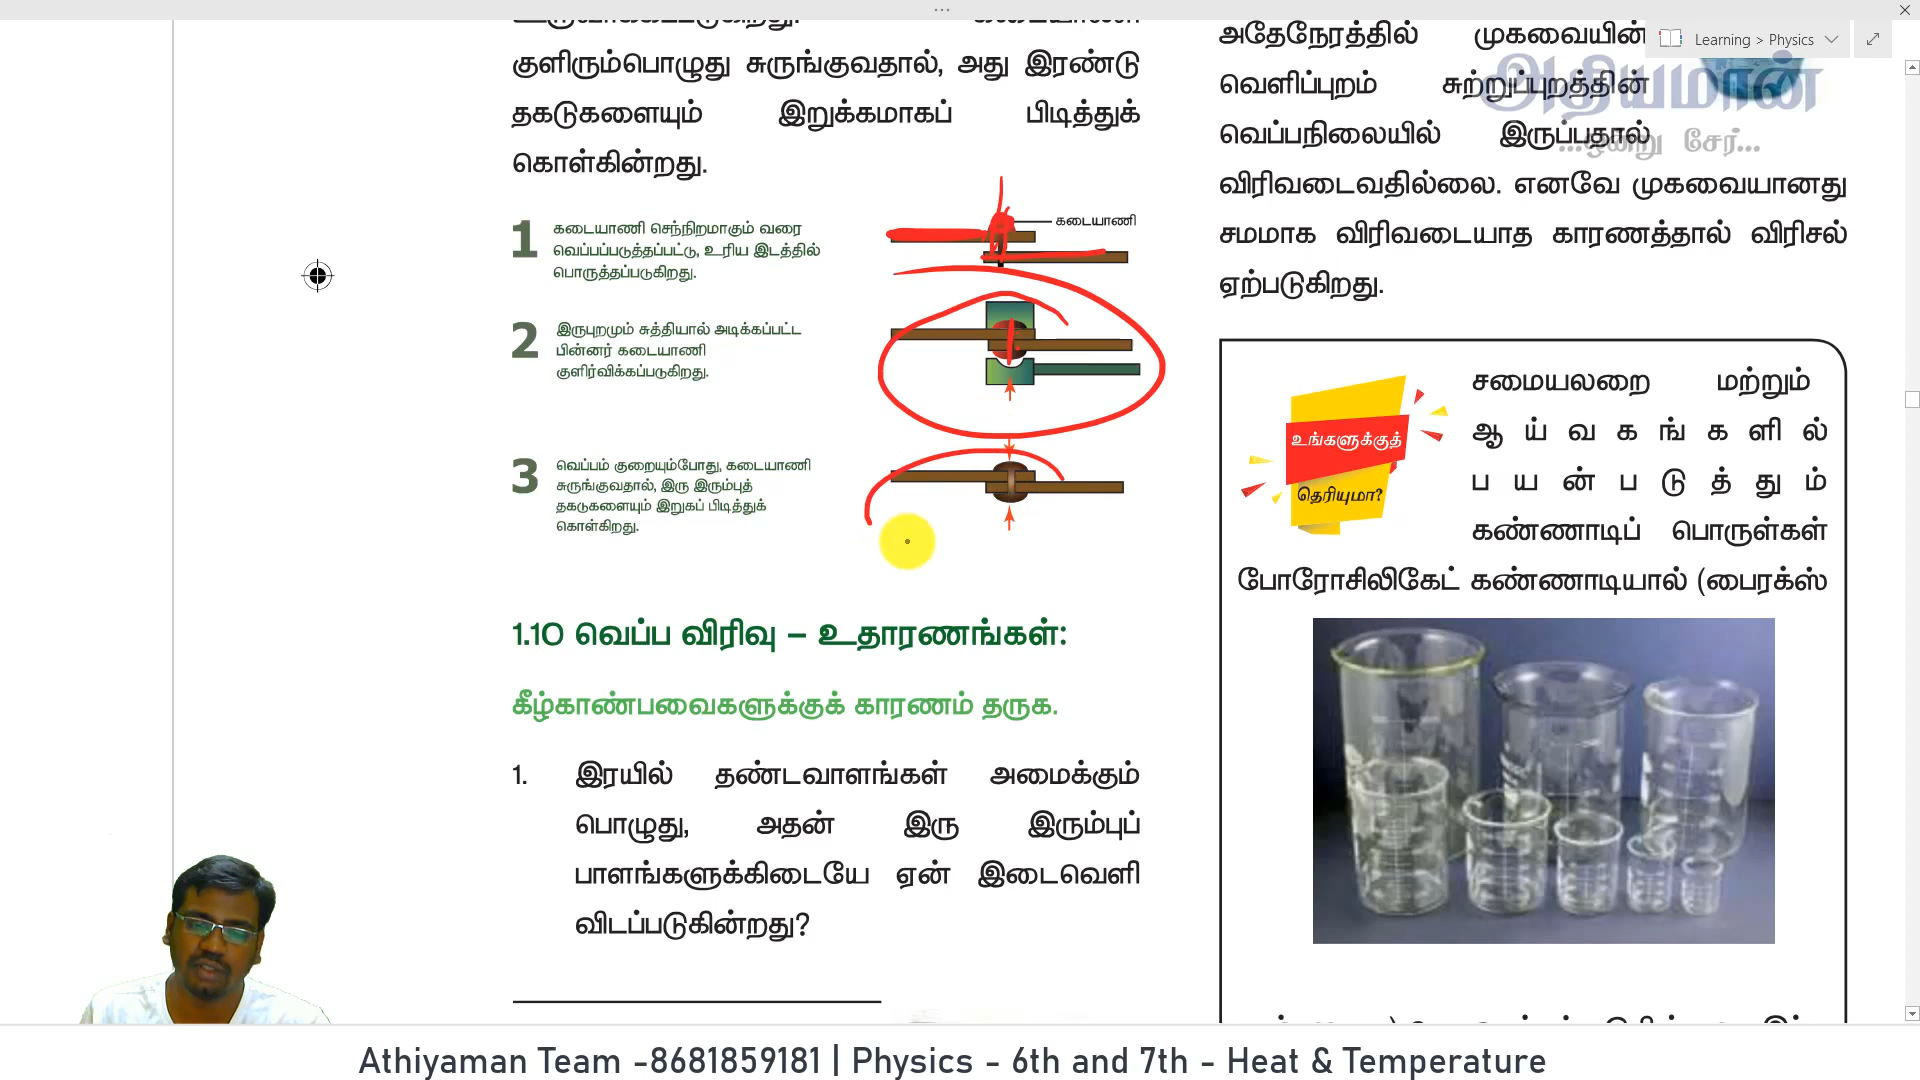 குளிரும்பொழுது சுருங்குவதால், அது இரண்டு
தகடுகளையும் இறுக்கமாகப் பிடித்துக்
கொள்கின்றது.
1 கடையாணி செந்நிறமாகும் வரை
வெப்பப்படுத்தப்பட்டு, உரிய இடத்தில்
பொருத்தப்படுகிறது.
கடையாணி
2 இருபுறமும் சுத்தியால் அடிக்கப்பட்ட
பின்னர் கடையாணி
குளிர்விக்கப்படுகிறது.
3 வெப்பம் குறையும்போது, கடையாணி
சுருங்குவதால், இரு இரும்புத்
தகடுகளையும் இறுகப் பிடித்துக்
கொள்கிறது.
1.10 வெப்ப விரிவு – உதாரணங்கள்:
கீழ்காண்பவைகளுக்குக் காரணம் தருக.
1. இரயில் தண்டவாளங்கள் அமைக்கும்
பொழுது, அதன் இரு இரும்புப்
பாளங்களுக்கிடையே ஏன் இடைவெளி
விடப்படுகின்றது?
அதேநேரத்தில் முகவையின்
வெளிப்புறம் சுற்றுப்புறத்தின்
வெப்பநிலையில் இருப்பதால்
விரிவடைவதில்லை. எனவே முகவையானது
சமமாக விரிவடையாத காரணத்தால் விரிசல்
ஏற்படுகிறது.
Learning > Physics
அதியமான்
...ஒன்று சேர்...
உங்களுக்குத்
தெரியுமா?
சமையலறை மற்றும்
ஆய்வகங்களில்
பயன்படுத்தும்
கண்ணாடிப் பொருள்கள்
போரோசிலிகேட் கண்ணாடியால் (பைரக்ஸ்
Athiyaman Team -8681859181 | Physics - 6th and 7th - Heat & Temperature